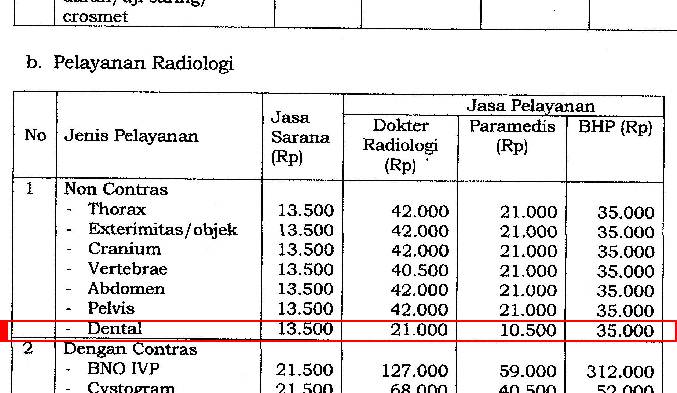 crosmet
b. Pelayanan Radiologi
No Jenis Pelayanan Jasa Sarana (Rp) Jasa Pelayanan
Dokter Radiologi (Rp) Paramedis (Rp) BHP (Rp)
1 Non Contras
- Thorax 13.500 42.000 21.000 35.000
- Exterimitas/objek 13.500 42.000 21.000 35.000
- Cranium 13.500 42.000 21.000 35.000
- Vertebrae 13.500 40.500 21.000 35.000
- Abdomen 13.500 42.000 21.000 35.000
- Pelvis 13.500 42.000 21.000 35.000
- Dental 13.500 21.000 10.500 35.000
2 Dengan Contras
- BNO IVP 21.500 127.000 59.000 312.000
- Cystogram 21.500 68.000 40.500 52.000